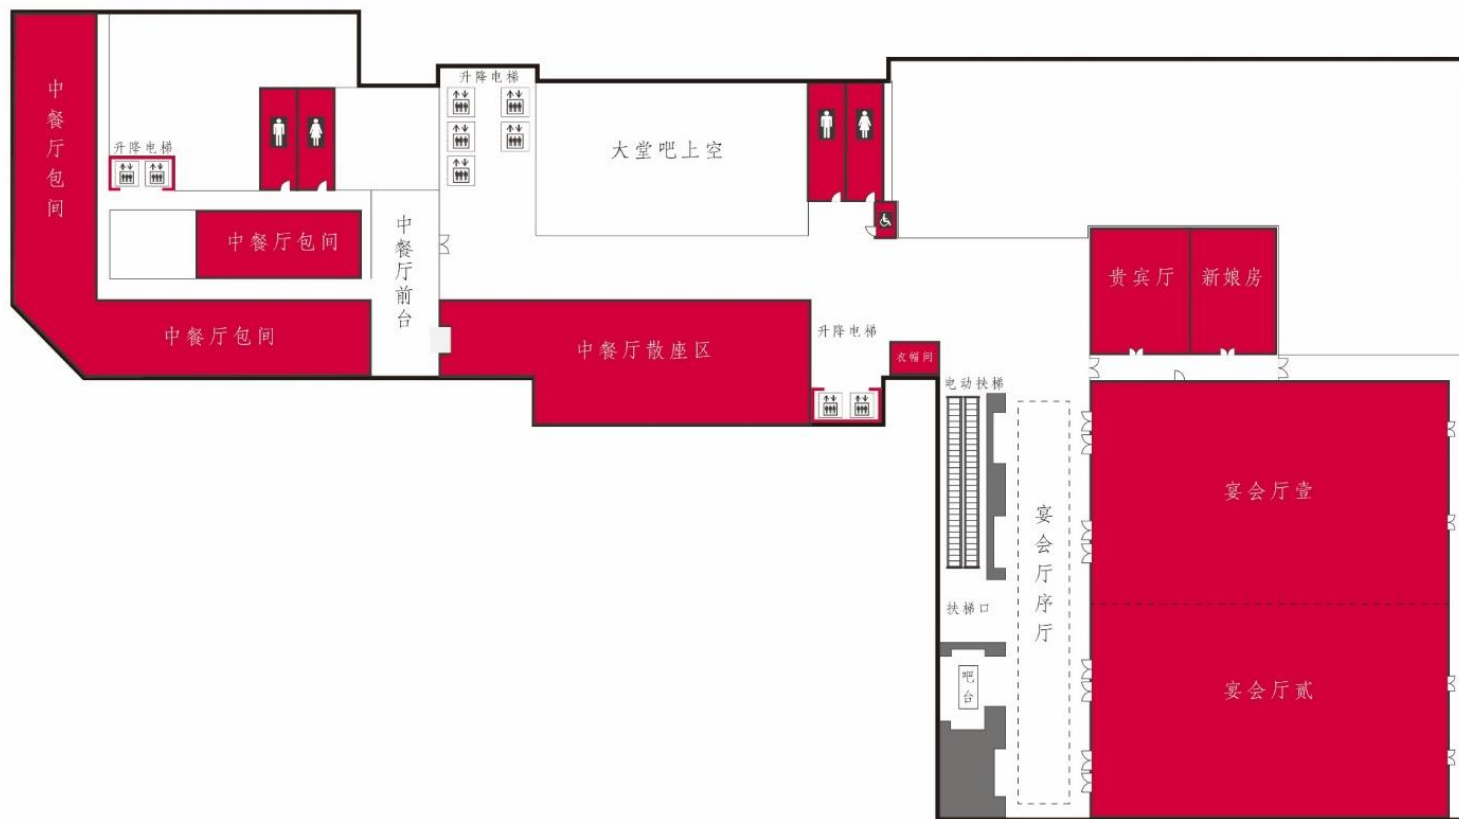 升降电梯
中餐厅包间
升降电梯
大堂吧上空
中餐厅包间
中餐厅前台
贵宾厅
新娘房
中餐厅包间
中餐厅散座区
升降电梯
衣帽间
电动扶梯
宴会厅壹
宴会厅序厅
扶梯口
吧台
宴会厅贰